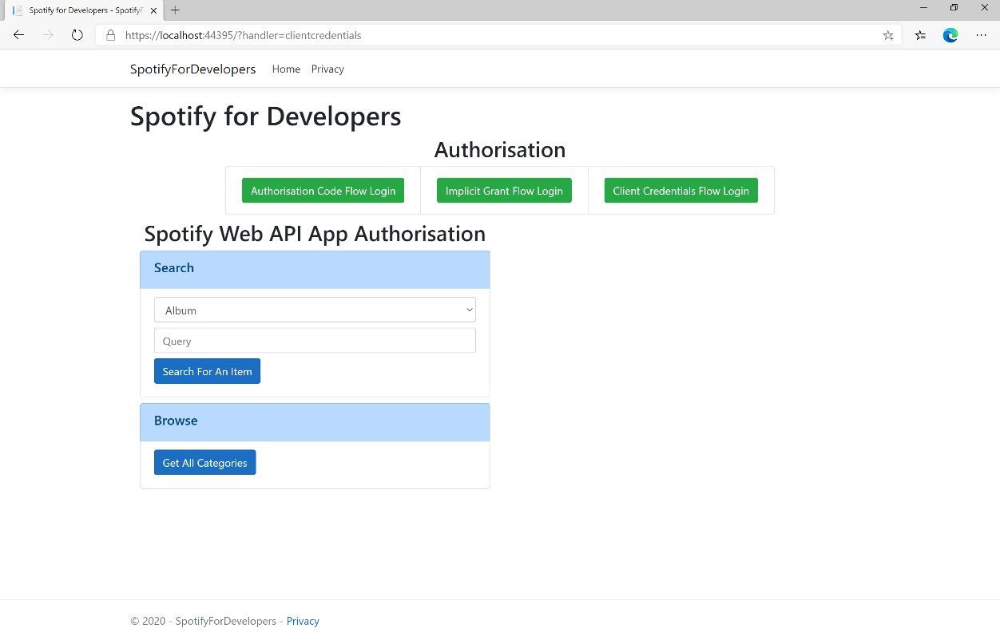 Spotify for Developers - SpotifyF
https://localhost:44395/?handler=clientcredentials
SpotifyForDevelopers Home Privacy
Spotify for Developers
Authorisation
Authorisation Code Flow Login Implicit Grant Flow Login Client Credentials Flow Login
Spotify Web API App Authorisation
Search
Album
Query
Search For An Item
Browse
Get All Categories
© 2020 - SpotifyForDevelopers - Privacy